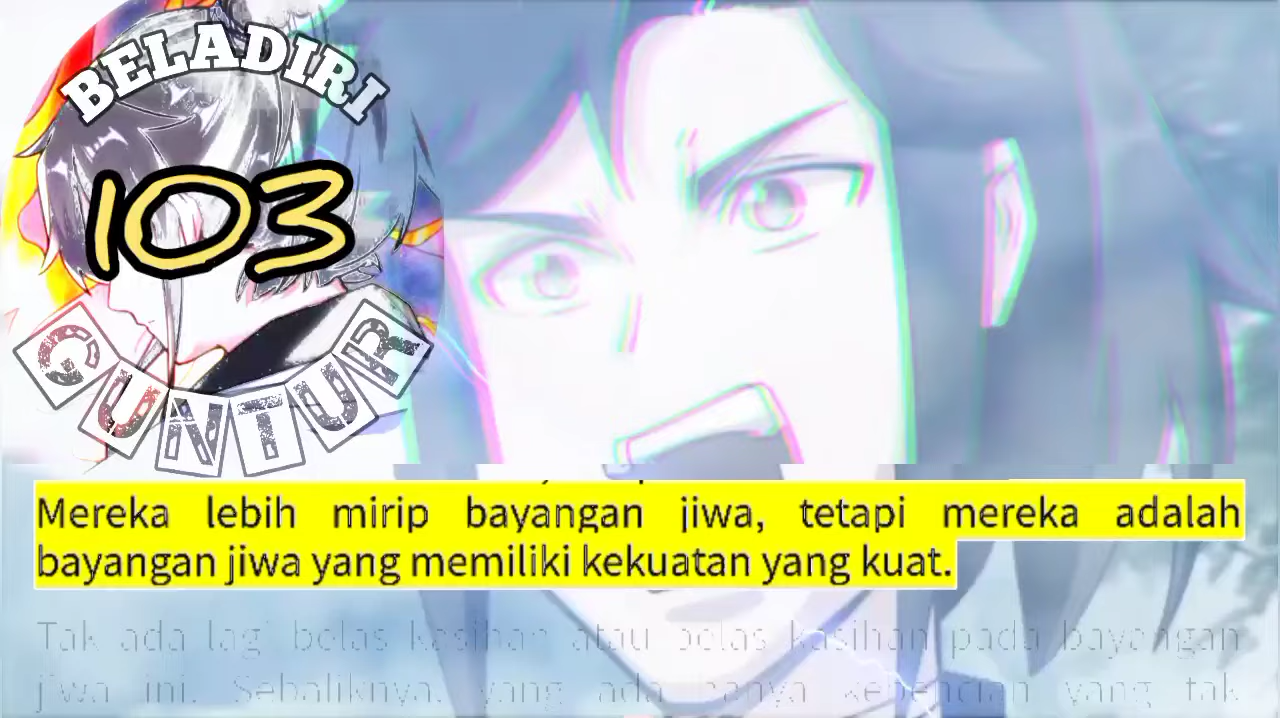 BELADIRI
103
GUNTUR
Mereka lebih mirip bayangan jiwa, tetapi mereka adalah
bayangan jiwa yang memiliki kekuatan yang kuat.
Tak ada lagi belas kasihan atau belas kasihan pada bayangan
jiwa ini. Sebaliknya, yang ada hanya kebencian yang tak